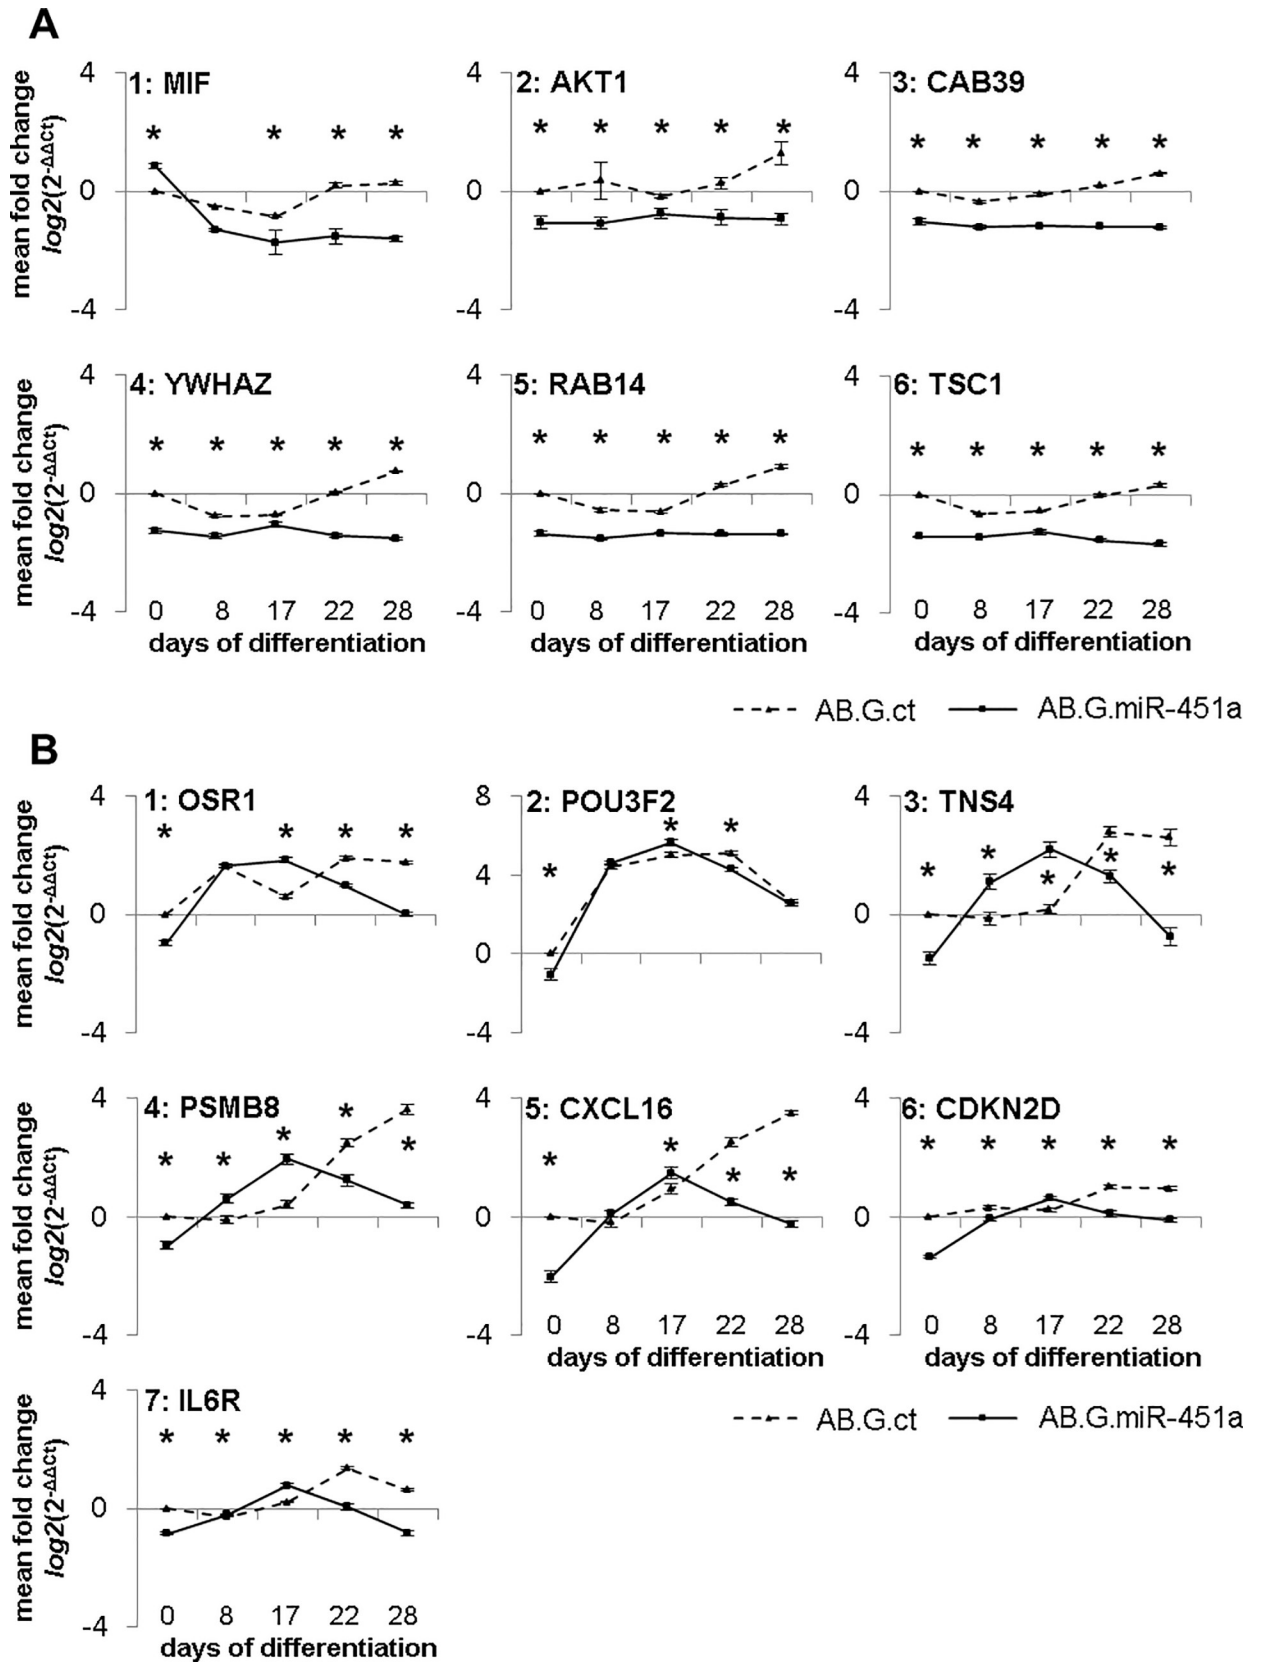 A
1: MIF
2: AKT1
3: CAB39
4
4
4
* * * *
* * * * *
* * * * *
mean fold change
log2(2-ΔΔCt)
0
0
0
-4
-4
-4
4: YWHAZ
5: RAB14
6: TSC1
4
4
4
* * * * *
* * * * *
* * * * *
mean fold change
log2(2-ΔΔCt)
0
0
0
-4
-4
-4
0 8 17 22 28
0 8 17 22 28
0 8 17 22 28
days of differentiation
days of differentiation
days of differentiation
AB.G.ct
AB.G.miR-451a
B
1: OSR1
2: POU3F2
3: TNS4
4
8
4
* * * *
* * *
* * * * *
mean fold change
log2(2-ΔΔCt)
0
4
0
0
-4
-4
-4
4: PSMB8
5: CXCL16
6: CDKN2D
4
4
4
* * * * *
* * * *
* * * * *
mean fold change
log2(2-ΔΔCt)
0
0
0
-4
-4
-4
0 8 17 22 28
0 8 17 22 28
days of differentiation
days of differentiation
7: IL6R
4
AB.G.ct
AB.G.miR-451a
* * * * *
mean fold change
log2(2-ΔΔCt)
0
-4
0 8 17 22 28
days of differentiation